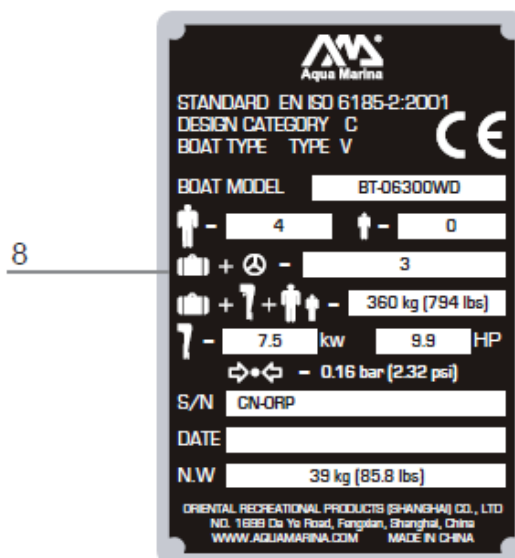 Aqua Marina
STANDARD EN ISO 6185-2:2001
DESIGN CATEGORY C
BOAT TYPE TYPE V
CE
BOAT MODEL BT-06300WD
- 4 - 0
8
+ - 3
+ + - 360 kg (794 lbs)
- 7.5 kw 9.9 HP
- 0.16 bar (2.32 psi)
S/N CN-ORP
DATE
N.W 39 kg (85.8 lbs)
ORIENTAL RECREATIONAL PRODUCTS (SHANGHAI) CO., LTD
NO. 1699 Da Ye Road, Fengxian, Shanghai, China
WWW.AQUAMARINA.COM MADE IN CHINA